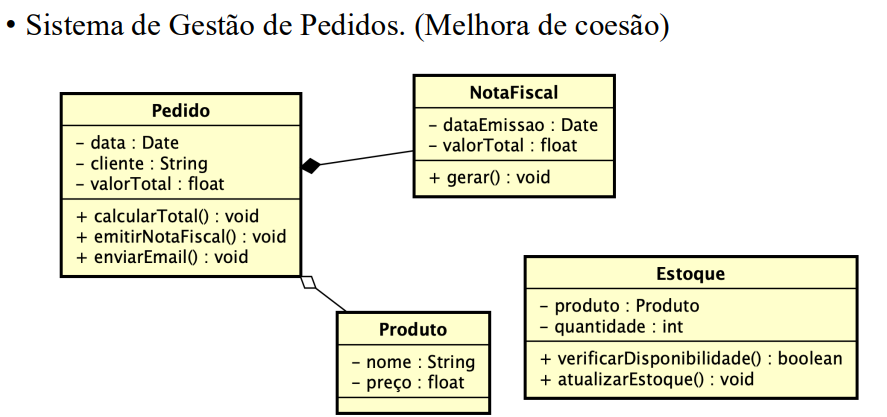 • Sistema de Gestão de Pedidos. (Melhora de coesão)
Pedido
- data : Date
- cliente : String
- valorTotal : float
+ calcularTotal() : void
+ emitirNotaFiscal() : void
+ enviarEmail() : void
NotaFiscal
- dataEmissao : Date
- valorTotal : float
+ gerar() : void
Produto
- nome : String
- preço : float
Estoque
- produto : Produto
- quantidade : int
+ verificarDisponibilidade() : boolean
+ atualizarEstoque() : void